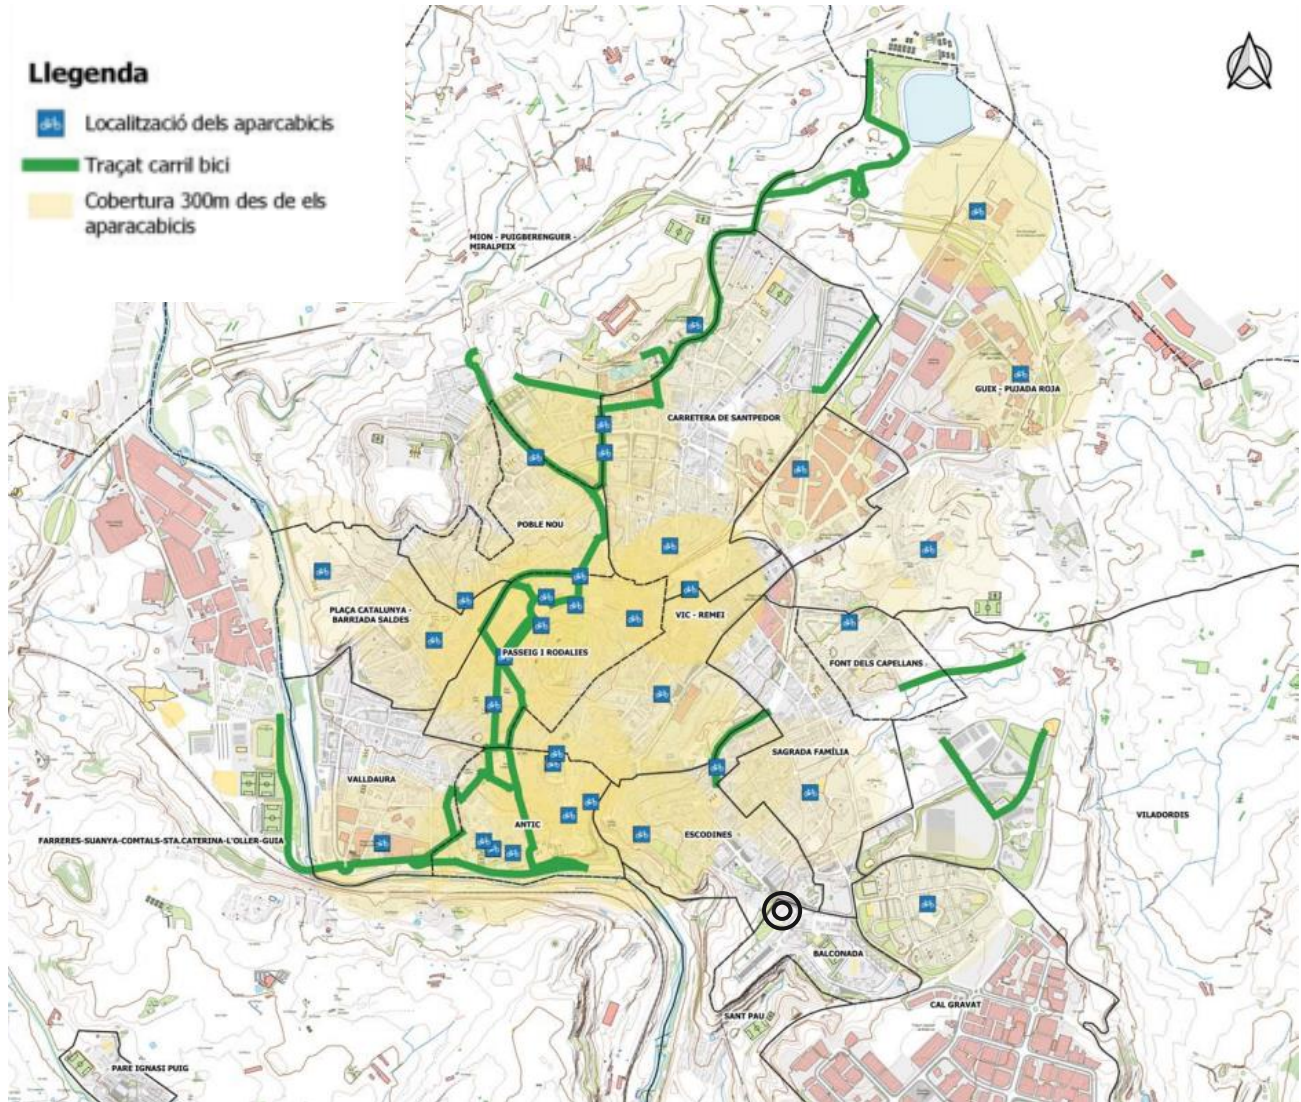 Llegenda
Localització dels aparcabicis
Traçat carril bici
Cobertura 300m des de els
aparacabicis
MION - PUIGBERENGUER -
MIRALPEIX
GUIX - PUJADA ROJA
CARRETERA DE SANTPEDOR
POBLE NOU
PLAÇA CATALUNYA -
BARRIADA SALDES
VIC - REMEI
PASSEIG I RODALIES
FONT DELS CAPELLANS
SAGRADA FAMÍLIA
VALLDAURA
VILADORDIS
ANTIC
ESCODINES
FARRERES-SUANYA-COMTALS-STA.CATERINA-L'OLLER-GUIA
BALCONADA
CAL GRAVAT
SANT PAU
PARE IGNASI PUIG